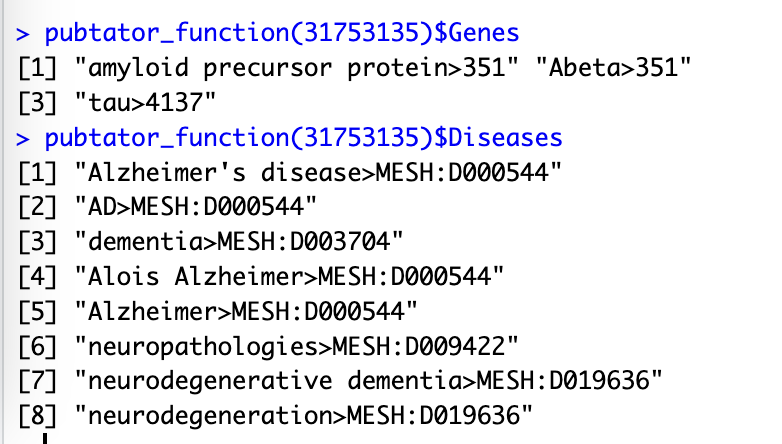 > pubtator_function(31753135)$Genes
[1] "amyloid precursor protein>351" "Abeta>351"
[3] "tau>4137"
> pubtator_function(31753135)$Diseases
[1] "Alzheimer's disease>MESH:D000544"
[2] "AD>MESH:D000544"
[3] "dementia>MESH:D003704"
[4] "Alois Alzheimer>MESH:D000544"
[5] "Alzheimer>MESH:D000544"
[6] "neuropathologies>MESH:D009422"
[7] "neurodegenerative dementia>MESH:D019636"
[8] "neurodegeneration>MESH:D019636"